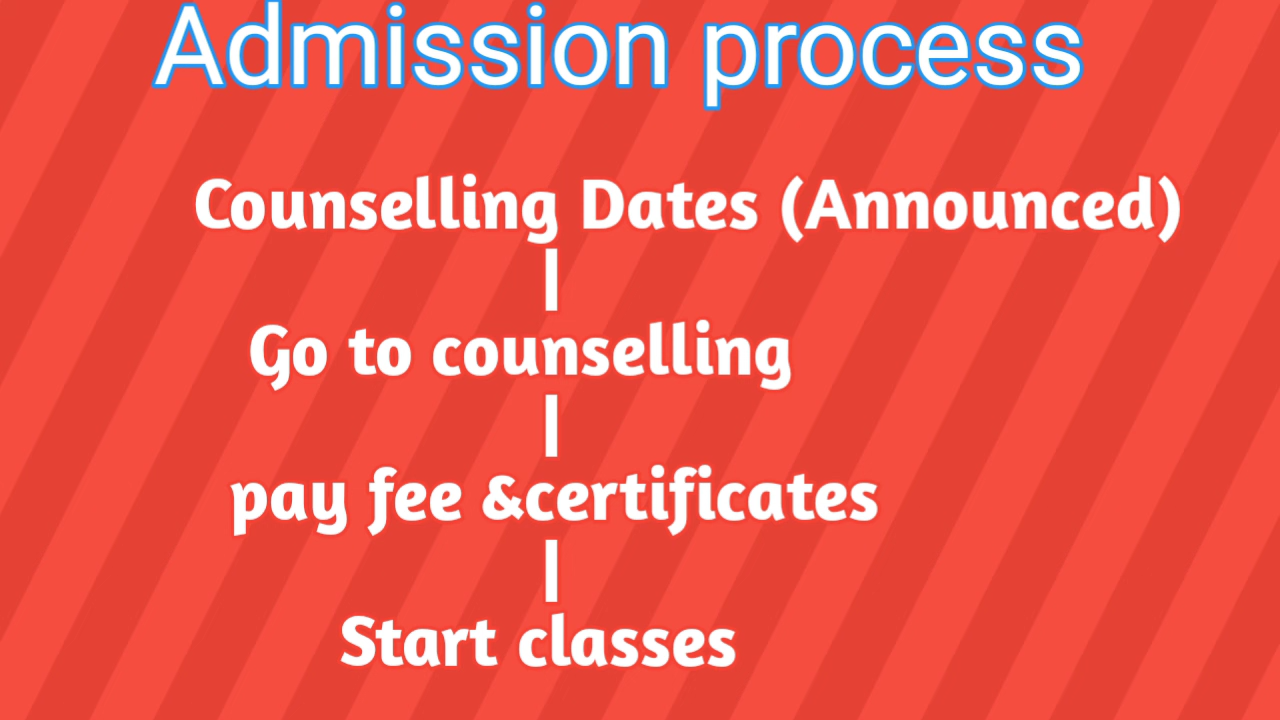 Admission process
Counselling Dates (Announced)
|
Go to counselling
|
pay fee &certificates
|
Start classes